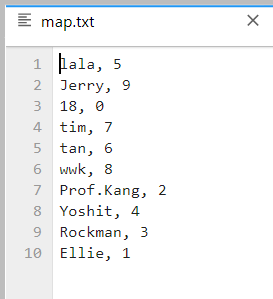 map.txt
1 lala, 5
2 Jerry, 9
3 18, 0
4 tim, 7
5 tan, 6
6 wwk, 8
7 Prof.Kang, 2
8 Yoshit, 4
9 Rockman, 3
10 Ellie, 1